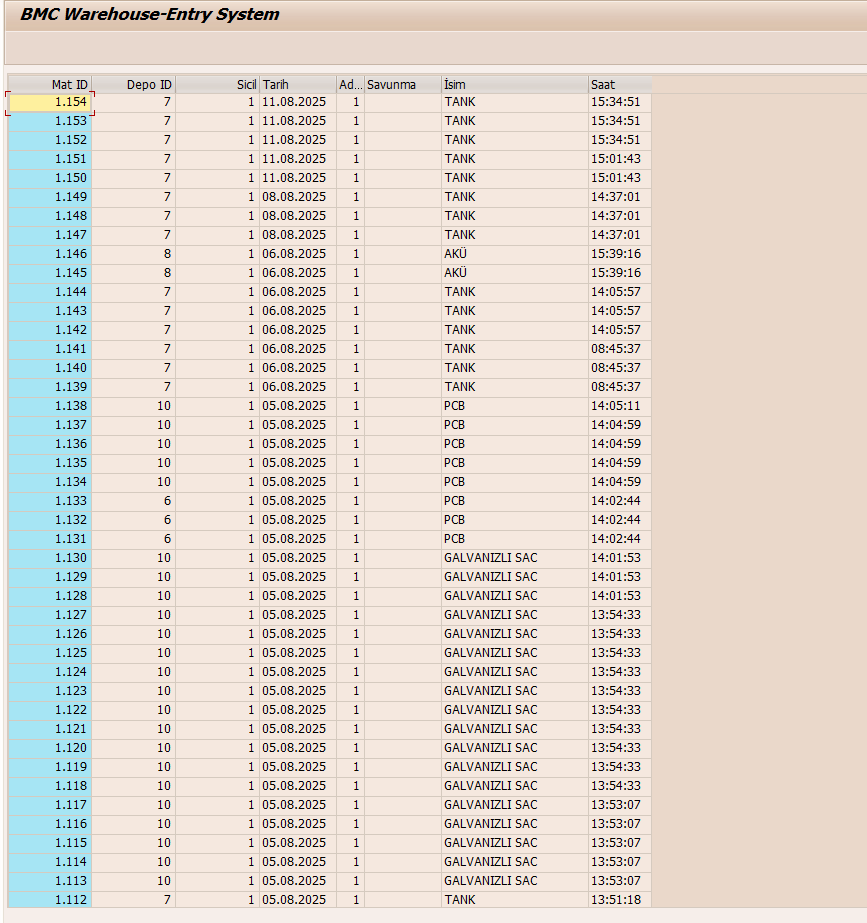 BMC Warehouse-Entry System
Mat ID Depo ID Sicil Tarih Ad... Savunma İsim Saat
1.154 7 1 11.08.2025 1 TANK 15:34:51
1.153 7 1 11.08.2025 1 TANK 15:34:51
1.152 7 1 11.08.2025 1 TANK 15:34:51
1.151 7 1 11.08.2025 1 TANK 15:01:43
1.150 7 1 11.08.2025 1 TANK 15:01:43
1.149 7 1 08.08.2025 1 TANK 14:37:01
1.148 7 1 08.08.2025 1 TANK 14:37:01
1.147 7 1 08.08.2025 1 TANK 14:37:01
1.146 8 1 06.08.2025 1 AKÜ 15:39:16
1.145 8 1 06.08.2025 1 AKÜ 15:39:16
1.144 7 1 06.08.2025 1 TANK 14:05:57
1.143 7 1 06.08.2025 1 TANK 14:05:57
1.142 7 1 06.08.2025 1 TANK 14:05:57
1.141 7 1 06.08.2025 1 TANK 08:45:37
1.140 7 1 06.08.2025 1 TANK 08:45:37
1.139 7 1 06.08.2025 1 TANK 08:45:37
1.138 10 1 05.08.2025 1 PCB 14:05:11
1.137 10 1 05.08.2025 1 PCB 14:04:59
1.136 10 1 05.08.2025 1 PCB 14:04:59
1.135 10 1 05.08.2025 1 PCB 14:04:59
1.134 10 1 05.08.2025 1 PCB 14:04:59
1.133 6 1 05.08.2025 1 PCB 14:02:44
1.132 6 1 05.08.2025 1 PCB 14:02:44
1.131 6 1 05.08.2025 1 PCB 14:02:44
1.130 10 1 05.08.2025 1 GALVANIZLI SAC 14:01:53
1.129 10 1 05.08.2025 1 GALVANIZLI SAC 14:01:53
1.128 10 1 05.08.2025 1 GALVANIZLI SAC 14:01:53
1.127 10 1 05.08.2025 1 GALVANIZLI SAC 13:54:33
1.126 10 1 05.08.2025 1 GALVANIZLI SAC 13:54:33
1.125 10 1 05.08.2025 1 GALVANIZLI SAC 13:54:33
1.124 10 1 05.08.2025 1 GALVANIZLI SAC 13:54:33
1.123 10 1 05.08.2025 1 GALVANIZLI SAC 13:54:33
1.122 10 1 05.08.2025 1 GALVANIZLI SAC 13:54:33
1.121 10 1 05.08.2025 1 GALVANIZLI SAC 13:54:33
1.120 10 1 05.08.2025 1 GALVANIZLI SAC 13:54:33
1.119 10 1 05.08.2025 1 GALVANIZLI SAC 13:54:33
1.118 10 1 05.08.2025 1 GALVANIZLI SAC 13:54:33
1.117 10 1 05.08.2025 1 GALVANIZLI SAC 13:53:07
1.116 10 1 05.08.2025 1 GALVANIZLI SAC 13:53:07
1.115 10 1 05.08.2025 1 GALVANIZLI SAC 13:53:07
1.114 10 1 05.08.2025 1 GALVANIZLI SAC 13:53:07
1.113 10 1 05.08.2025 1 GALVANIZLI SAC 13:53:07
1.112 7 1 05.08.2025 1 TANK 13:51:18